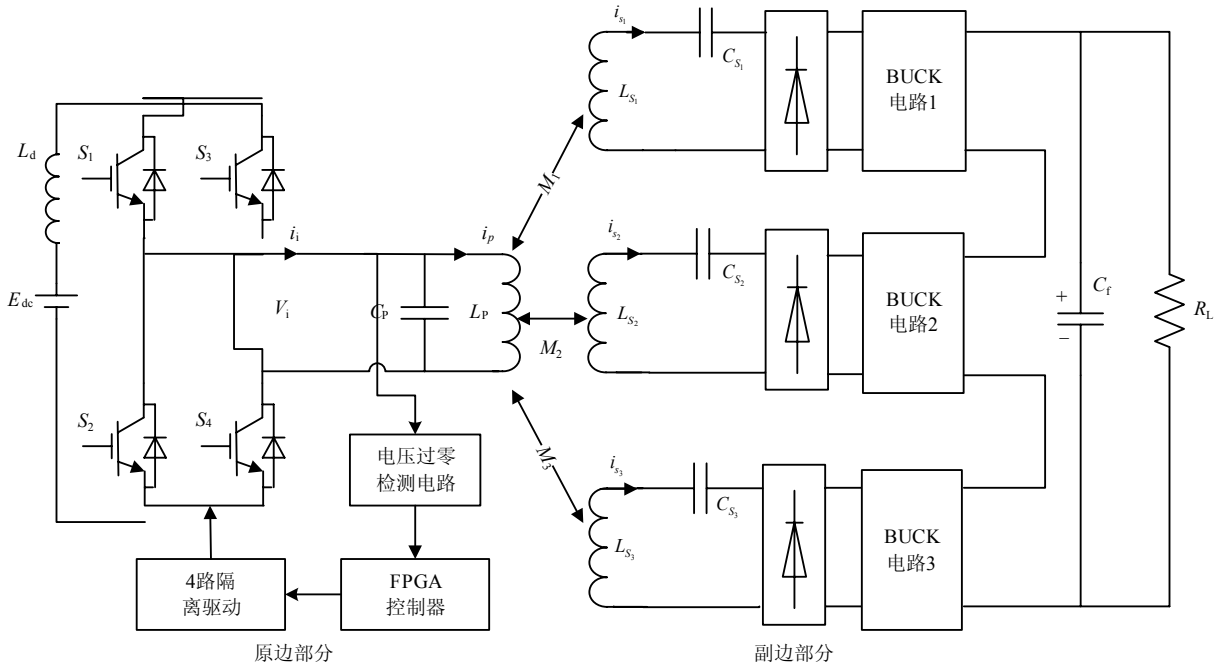 L_d
S_1
S_3
E_dc
i_i
V_i
C_P
i_p
L_P
S_2
S_4
电压过零
检测电路
4路隔
离驱动
FPGA
控制器
原边部分
M_1
M_2
M_3
i_{s_1}
C_{S_1}
L_{S_1}
BUCK
电路1
i_{s_2}
C_{S_2}
L_{S_2}
BUCK
电路2
i_{s_3}
C_{S_3}
L_{S_3}
BUCK
电路3
+
C_f
−
R_L
副边部分